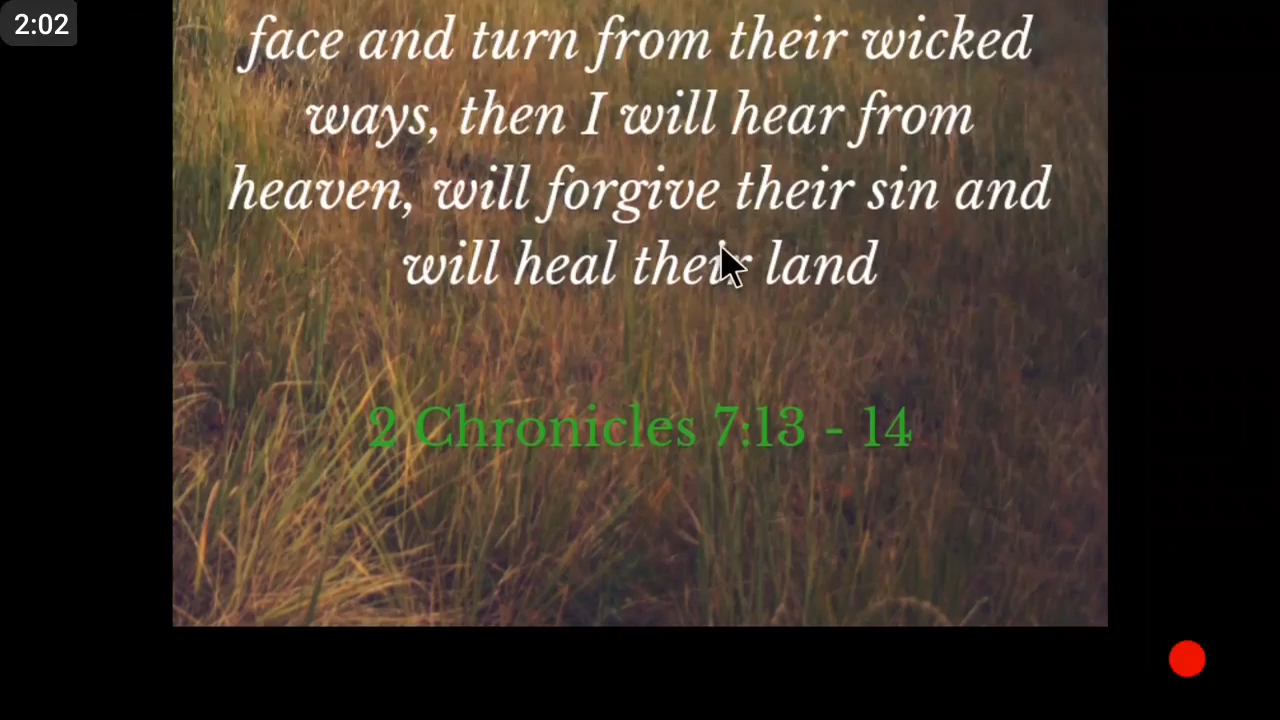 2:02
face and turn from their wicked
ways, then I will hear from
heaven, will forgive their sin and
will heal their land
2 Chronicles 7:13 - 14